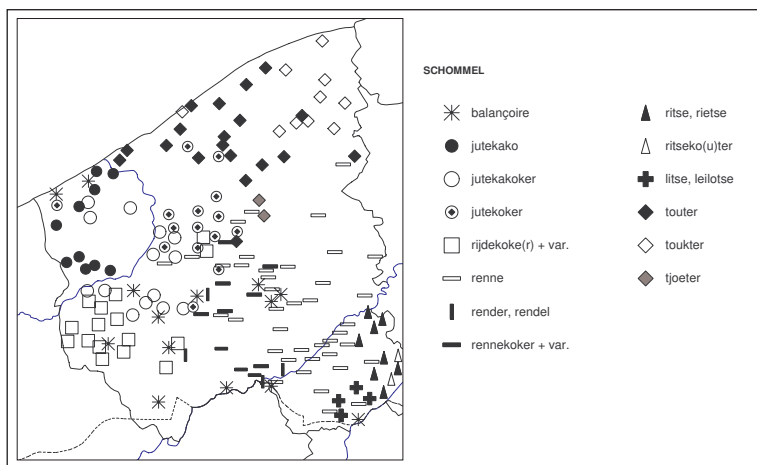 SCHOMMEL
balançoire
jutekako
jutekakoker
jutekoker
rijdekoke(r) + var.
renne
render, rendel
rennekoker + var.
ritse, rietse
ritseko(u)ter
litse, leilotse
touter
toukter
tjoeter